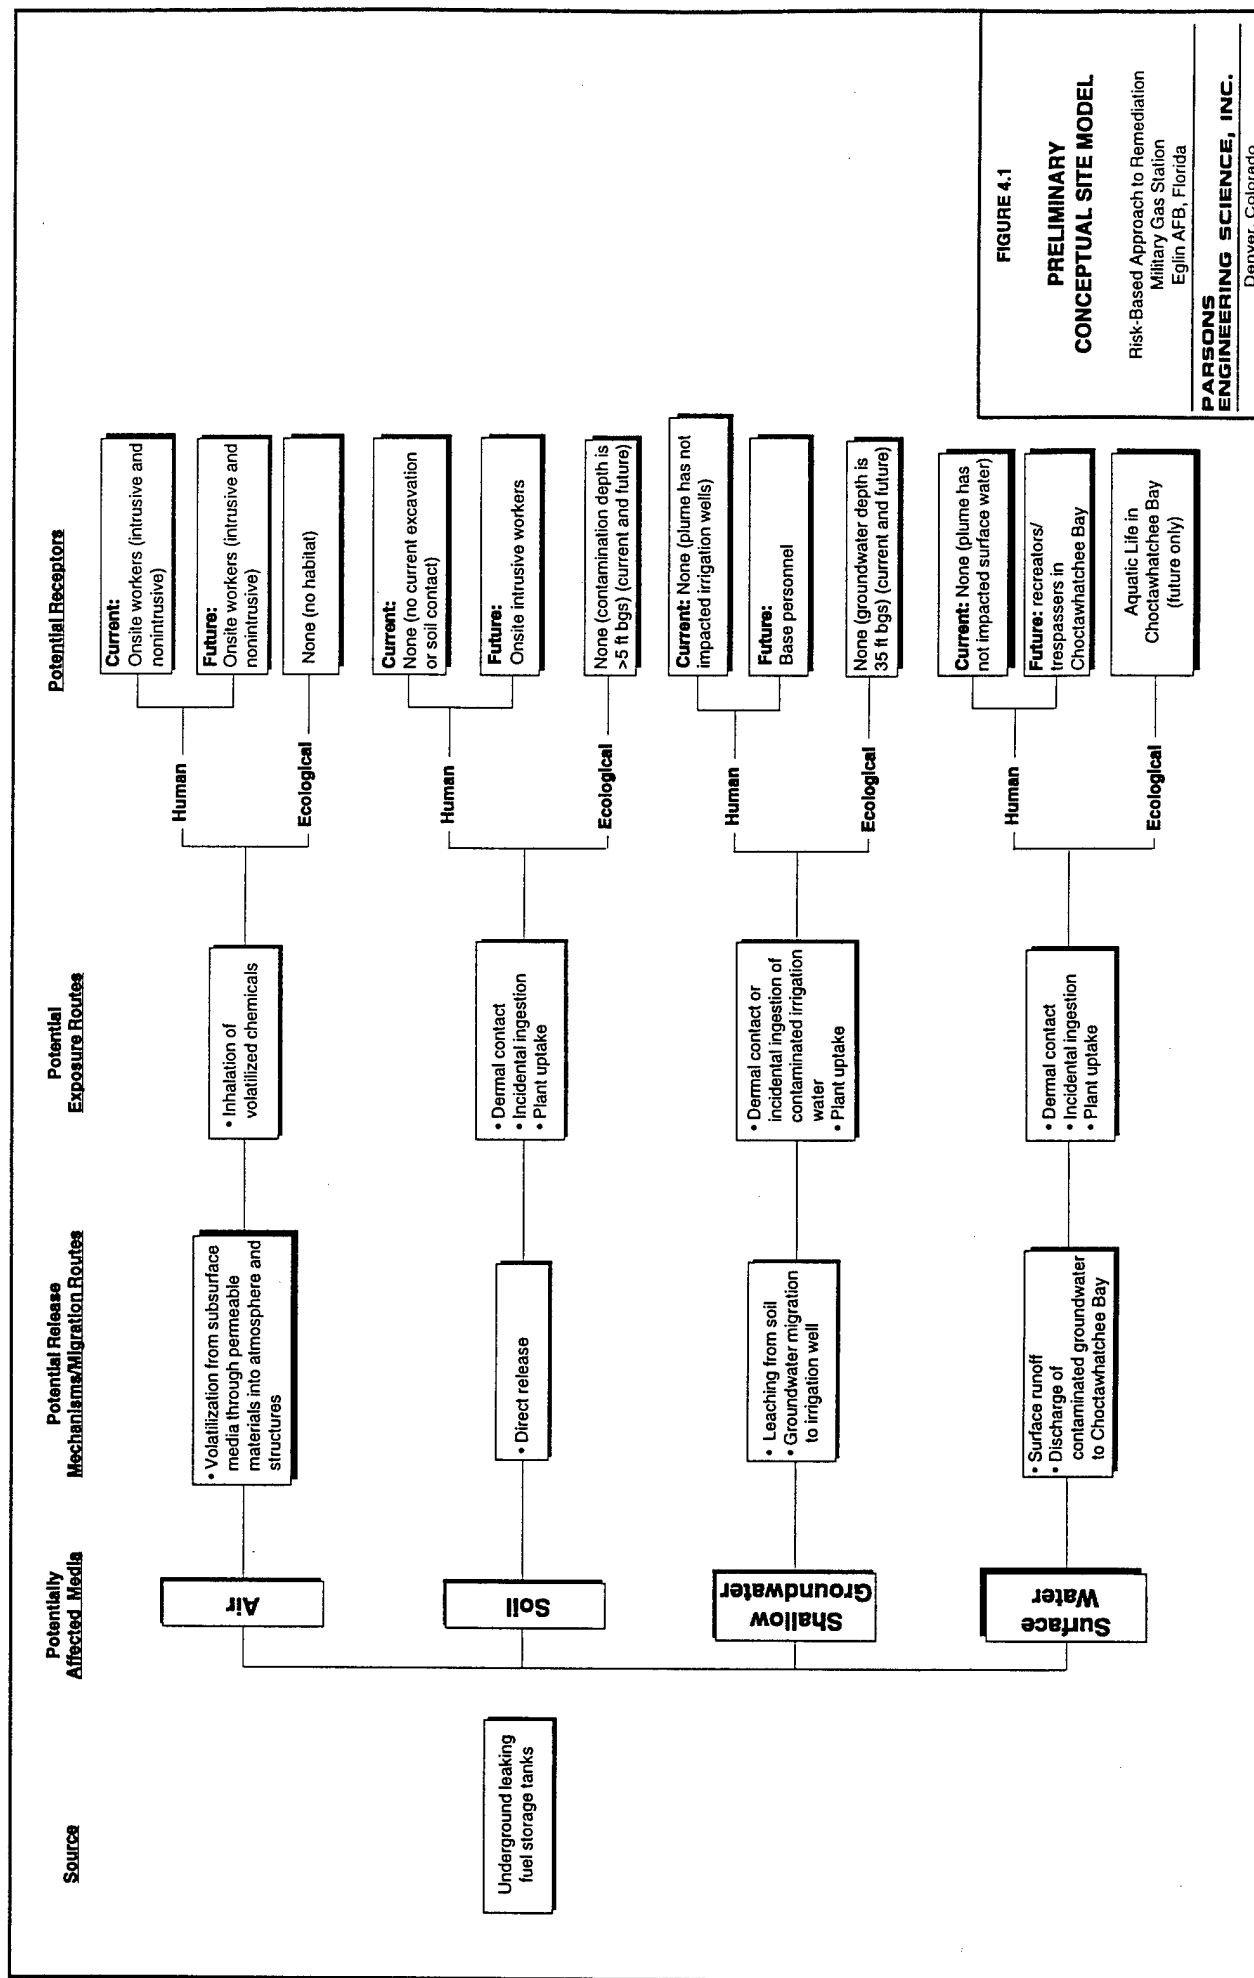 Source
Potentially
Affected Media
Potential Release
Mechanisms/Migration Routes
Potential
Exposure Routes
Potential Receptors
Underground leaking
fuel storage tanks
Air
• Volatilization from subsurface
media through permeable
materials into atmosphere and
structures
• Inhalation of
volatilized chemicals
Human
Current:
Onsite workers (intrusive and
nonintrusive)
Future:
Onsite workers (intrusive and
nonintrusive)
Ecological
None (no habitat)
Soil
• Direct release
• Dermal contact
• Incidental ingestion
• Plant uptake
Human
Current:
None (no current excavation
or soil contact)
Future:
Onsite intrusive workers
Ecological
None (contamination depth is
>5 ft bgs) (current and future)
Shallow
Groundwater
• Leaching from soil
• Groundwater migration
to irrigation well
• Dermal contact or
incidental ingestion of
contaminated irrigation
water
• Plant uptake
Human
Current: None (plume has not
impacted irrigation wells)
Future:
Base personnel
Ecological
None (groundwater depth is
35 ft bgs) (current and future)
Surface
Water
• Surface runoff
• Discharge of
contaminated groundwater
to Choctawhatchee Bay
• Dermal contact
• Incidental ingestion
• Plant uptake
Human
Current: None (plume has
not impacted surface water)
Future: recreators/
trespassers in
Choctawhatchee Bay
Ecological
Aquatic Life in
Choctawhatchee Bay
(future only)
FIGURE 4.1
PRELIMINARY
CONCEPTUAL SITE MODEL
Risk-Based Approach to Remediation
Military Gas Station
Eglin AFB, Florida
PARSONS
ENGINEERING SCIENCE, INC.
Denver, Colorado